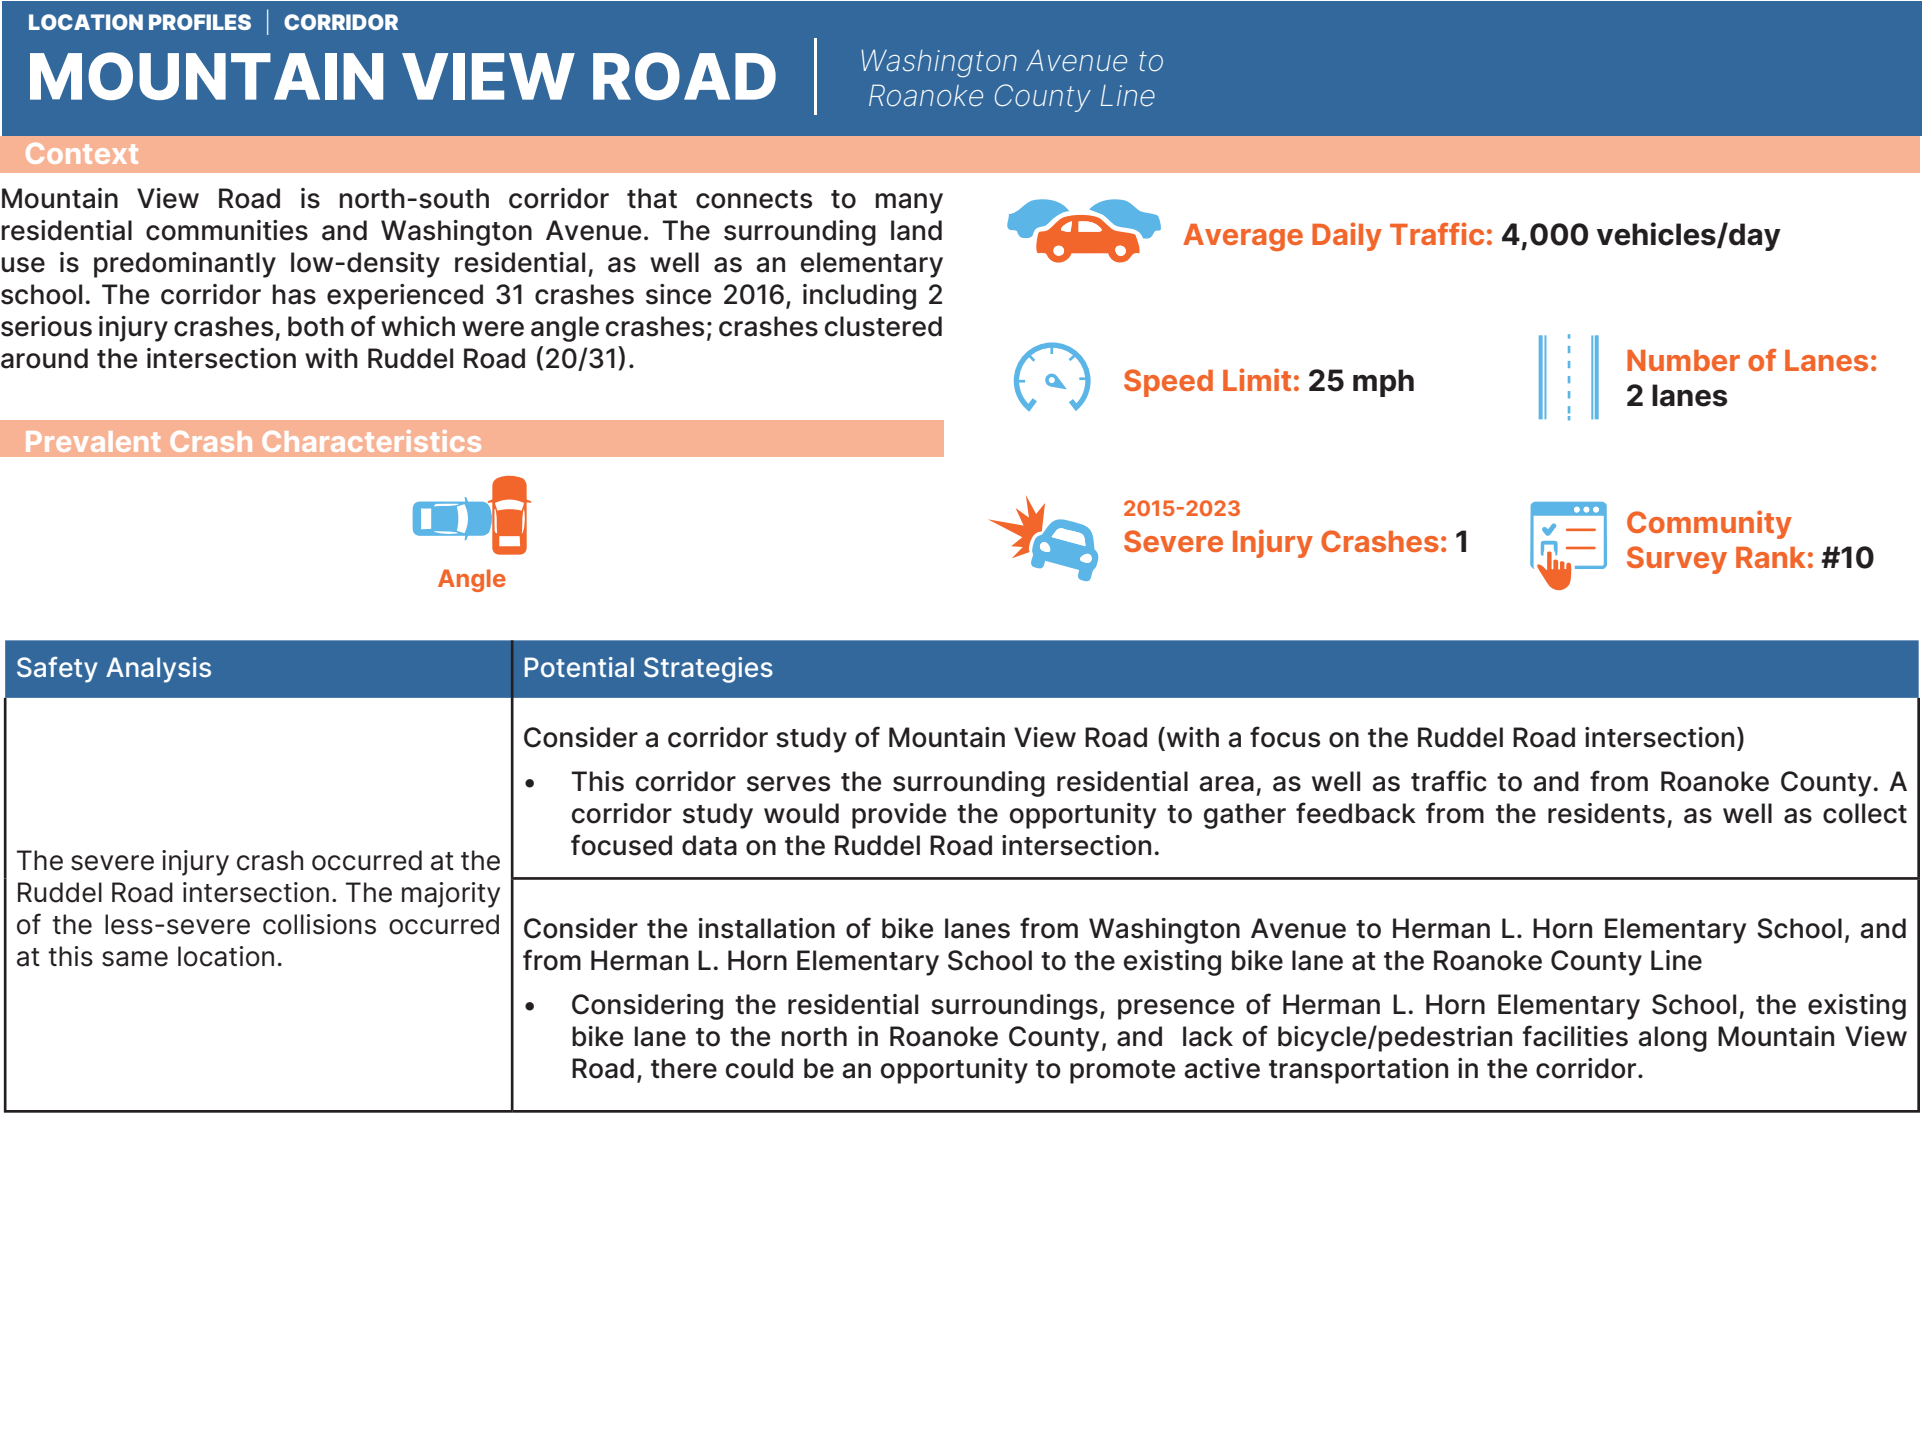 LOCATION PROFILES | CORRIDOR
MOUNTAIN VIEW ROAD
Washington Avenue to
Roanoke County Line
Context
Mountain View Road is north-south corridor that connects to many
residential communities and Washington Avenue. The surrounding land
use is predominantly low-density residential, as well as an elementary
school. The corridor has experienced 31 crashes since 2016, including 2
serious injury crashes, both of which were angle crashes; crashes clustered
around the intersection with Ruddel Road (20/31).
Prevalent Crash Characteristics
Angle
Average Daily Traffic: 4,000 vehicles/day
Speed Limit: 25 mph
Number of Lanes:
2 lanes
2015-2023
Severe Injury Crashes: 1
Community
Survey Rank: #10
Safety Analysis
Potential Strategies
The severe injury crash occurred at the
Ruddel Road intersection. The majority
of the less-severe collisions occurred
at this same location.
Consider a corridor study of Mountain View Road (with a focus on the Ruddel Road intersection)
• This corridor serves the surrounding residential area, as well as traffic to and from Roanoke County. A
corridor study would provide the opportunity to gather feedback from the residents, as well as collect
focused data on the Ruddel Road intersection.
Consider the installation of bike lanes from Washington Avenue to Herman L. Horn Elementary School, and
from Herman L. Horn Elementary School to the existing bike lane at the Roanoke County Line
• Considering the residential surroundings, presence of Herman L. Horn Elementary School, the existing
bike lane to the north in Roanoke County, and lack of bicycle/pedestrian facilities along Mountain View
Road, there could be an opportunity to promote active transportation in the corridor.